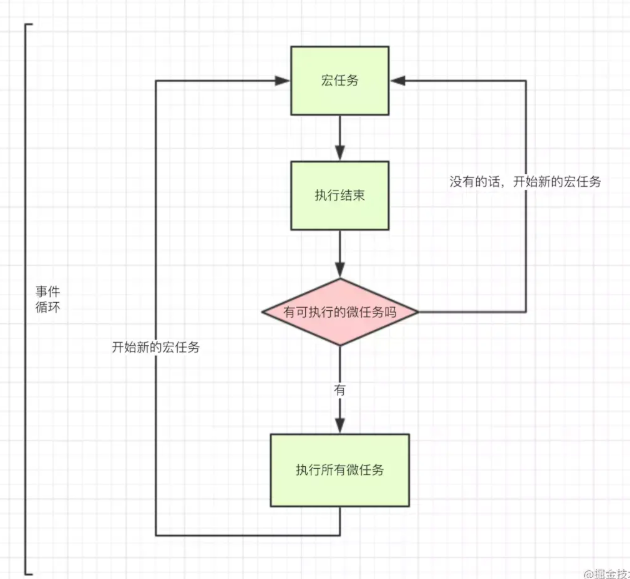 宏任务
没有的话，开始新的宏任务
执行结束
事件
循环
有可执行的微任务吗
开始新的宏任务
有
执行所有微任务
@掘金技